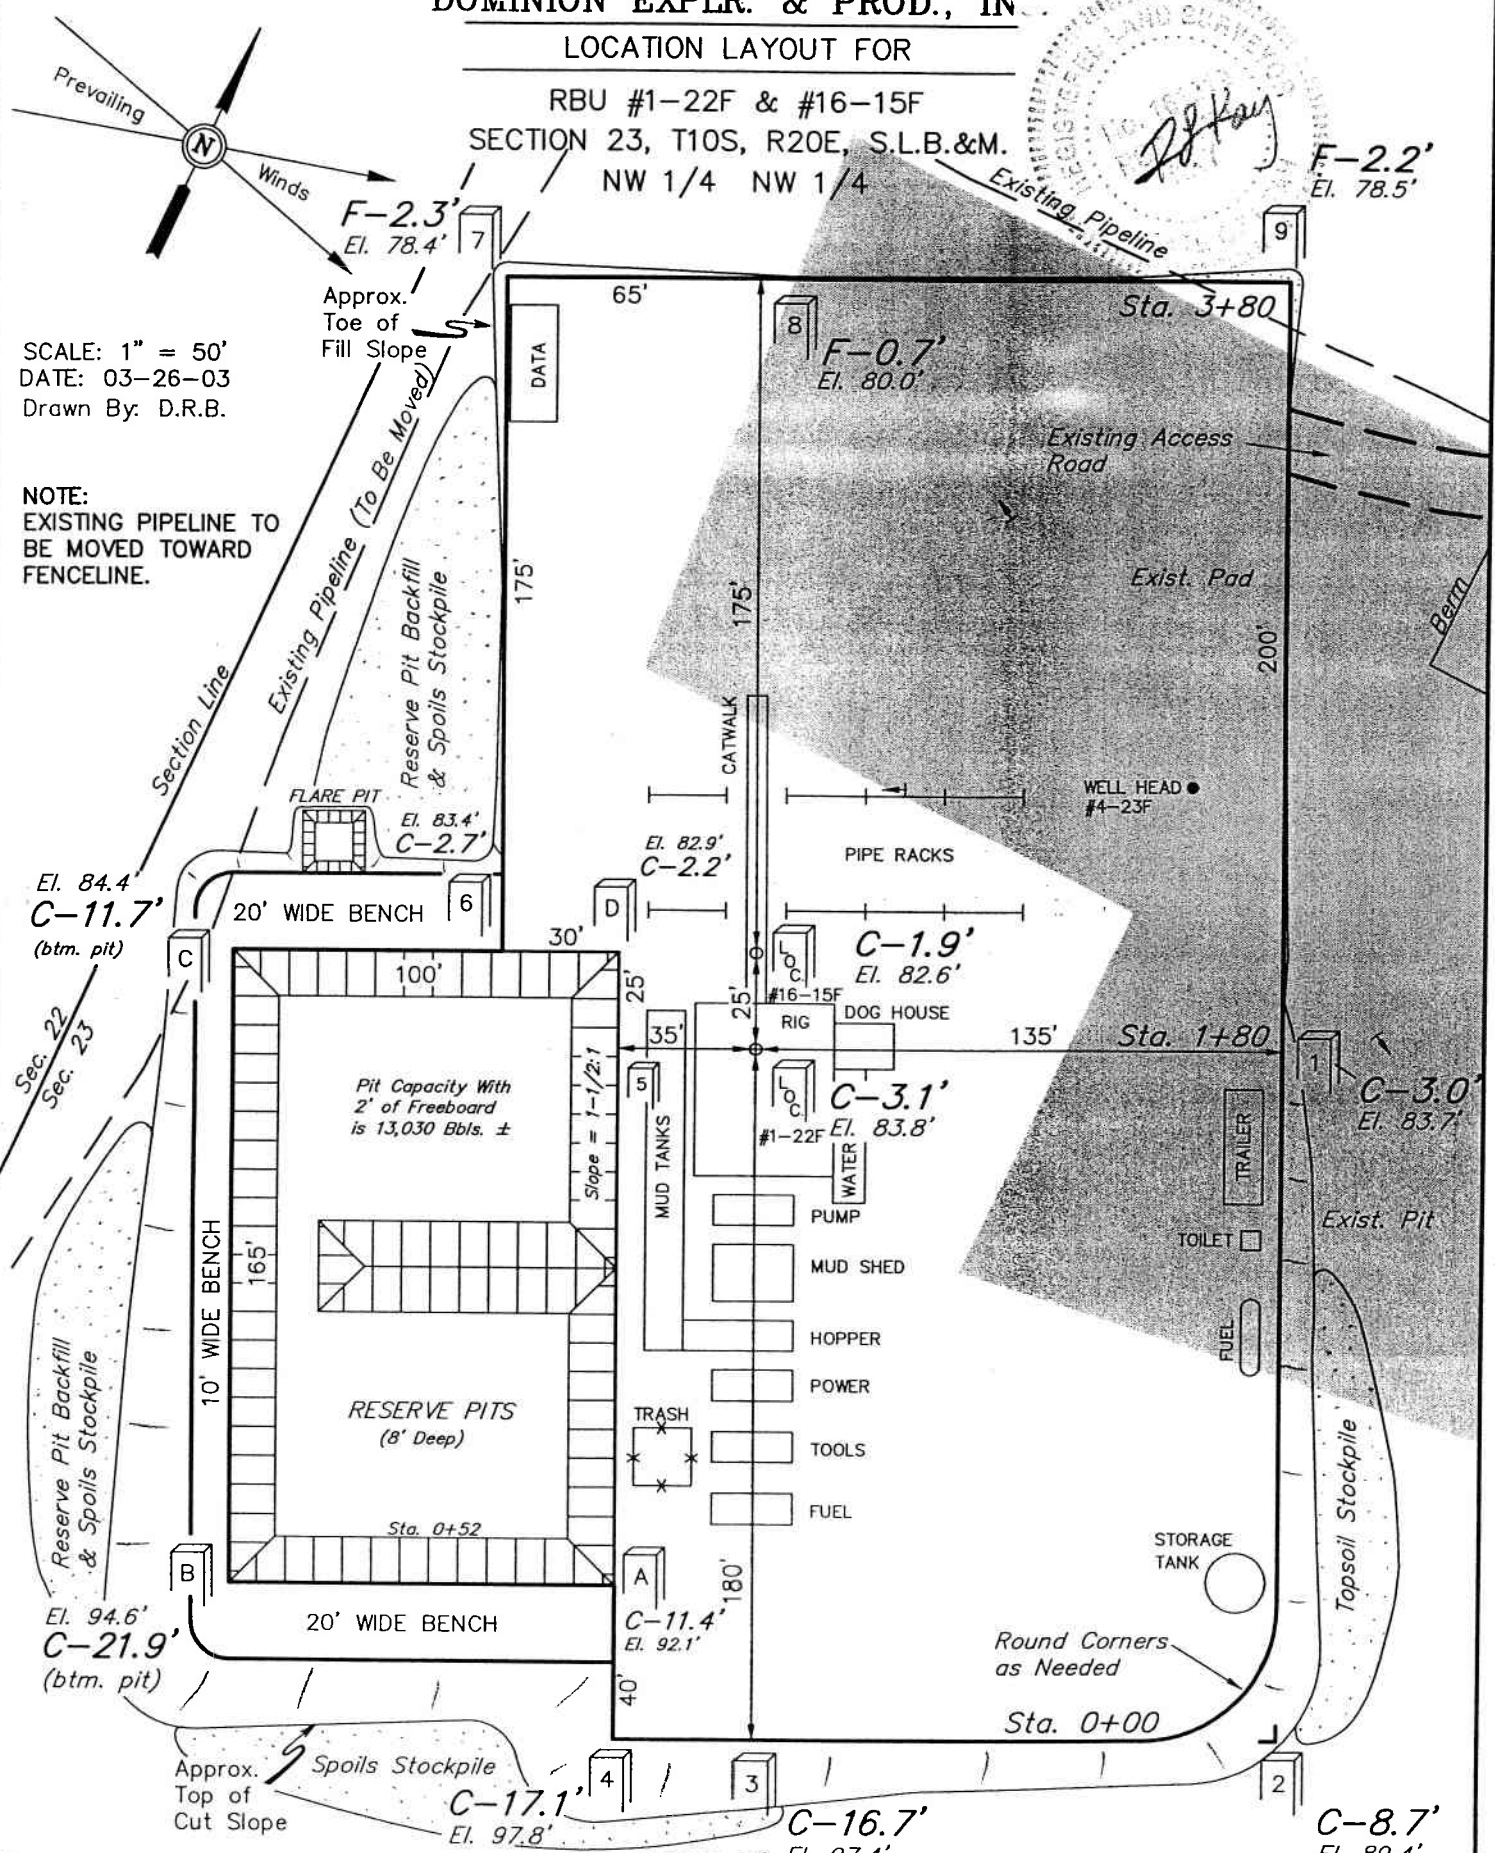 DOMINION EXPLR. & PROD., IN
LOCATION LAYOUT FOR
RBU #1-22F & #16-15F
SECTION 23, T10S, R20E, S.L.B.&M.
NW 1/4 NW 1/4
REGISTERED LAND SURVEYOR
Prevailing
Winds
N
F-2.3'
El. 78.4'
7
F-2.2'
El. 78.5'
9
Existing Pipeline
Approx.
Toe of
Fill Slope
65'
Sta. 3+80
8
F-0.7'
El. 80.0'
DATA
SCALE: 1" = 50'
DATE: 03-26-03
Drawn By: D.R.B.
NOTE:
EXISTING PIPELINE TO
BE MOVED TOWARD
FENCELINE.
Existing Pipeline (To Be Moved)
Section Line
Reserve Pit Backfill
& Spoils Stockpile
175'
175'
Existing Access
Road
Exist. Pad
200'
Berm
CATWALK
WELL HEAD
#4-23F
PIPE RACKS
FLARE PIT
El. 83.4'
C-2.7'
El. 82.9'
C-2.2'
El. 84.4'
C-11.7'
(btm. pit)
C
20' WIDE BENCH
6
D
30'
100'
25'
25'
LOC.
C-1.9'
El. 82.6'
#16-15F
RIG
DOG HOUSE
35'
135'
Sta. 1+80
1
C-3.0'
El. 83.7'
Sec. 22
Sec. 23
Pit Capacity With
2' of Freeboard
is 13,030 Bbls. ±
Slope = 1-1/2:1
5
MUD TANKS
LOC.
C-3.1'
El. 83.8'
#1-22F
WATER
TRAILER
PUMP
Exist. Pit
TOILET
MUD SHED
10' WIDE BENCH
165'
HOPPER
FUEL
POWER
Reserve Pit Backfill
& Spoils Stockpile
RESERVE PITS
(8' Deep)
TRASH
TOOLS
FUEL
Sta. 0+52
Topsoil Stockpile
STORAGE
TANK
B
A
180'
El. 94.6'
C-21.9'
(btm. pit)
20' WIDE BENCH
C-11.4'
El. 92.1'
Round Corners
as Needed
40'
Sta. 0+00
Approx.
Top of
Cut Slope
Spoils Stockpile
4
3
2
C-17.1'
El. 97.8'
C-16.7'
El. 97.4'
C-8.7'
El. 89.4'